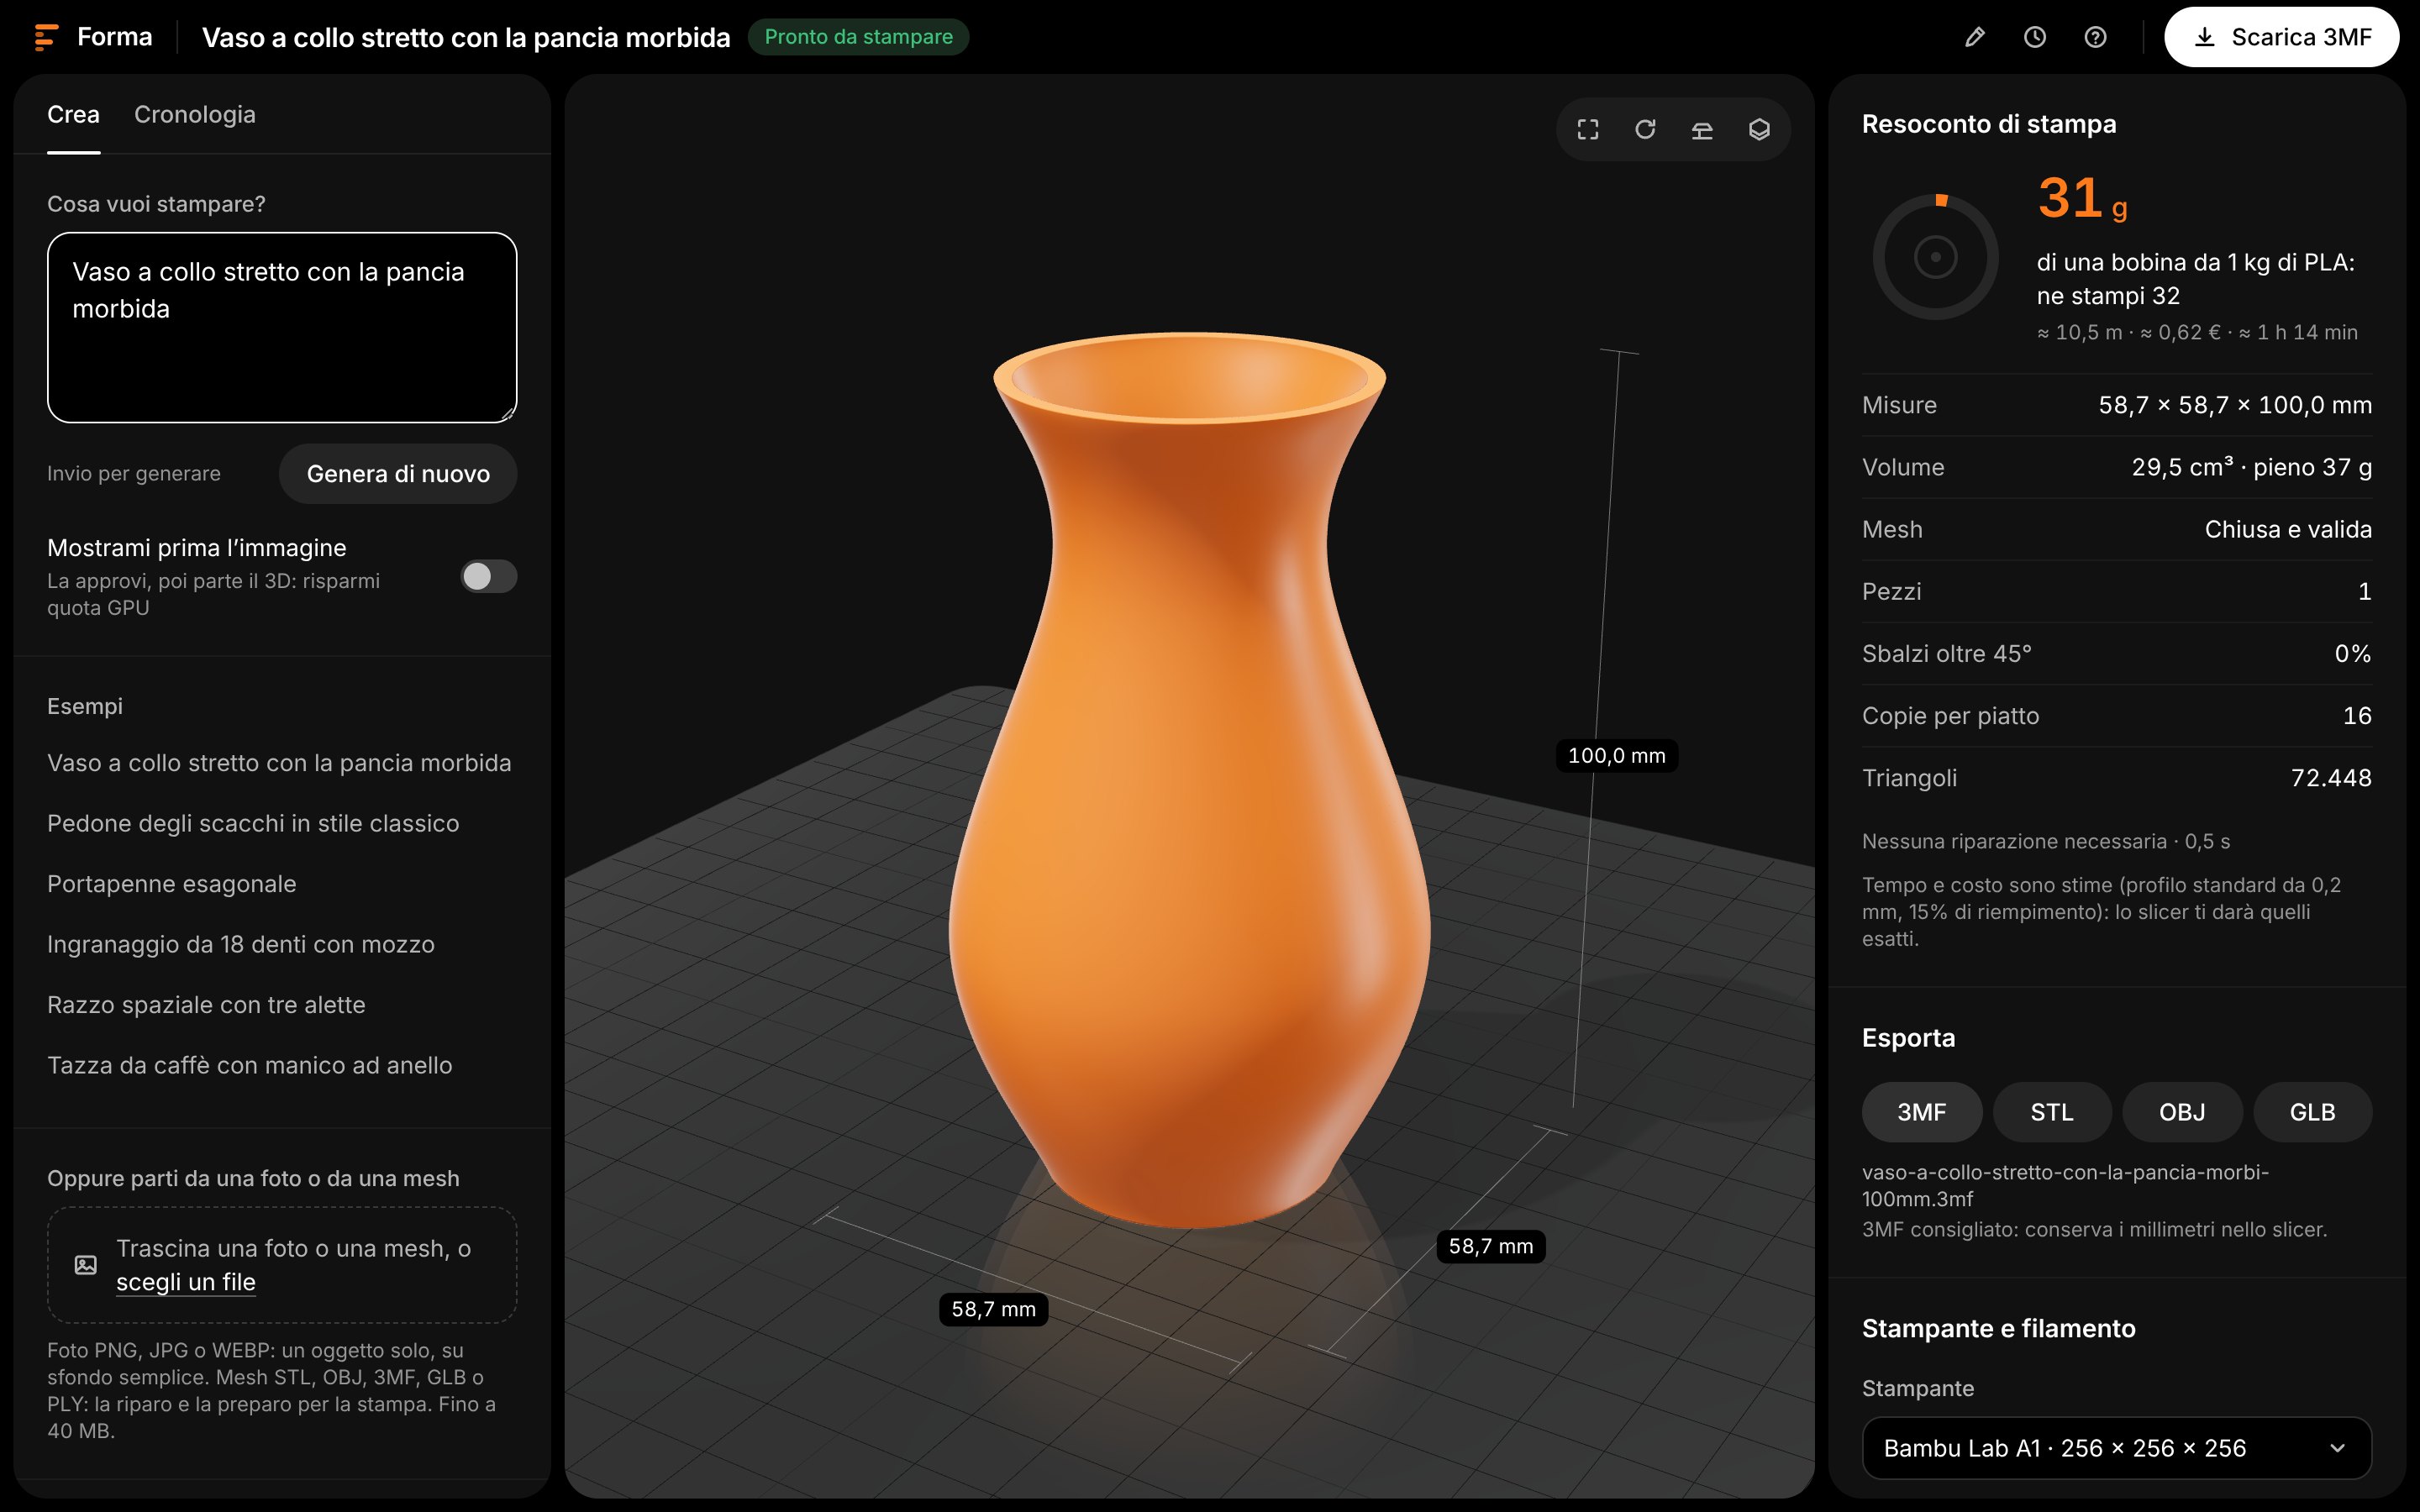 Forma
Vaso a collo stretto con la pancia morbida
Pronto da stampare
Scarica 3MF
Crea
Cronologia
Cosa vuoi stampare?
Vaso a collo stretto con la pancia
morbida
Invio per generare
Genera di nuovo
Mostrami prima l’immagine
La approvi, poi parte il 3D: risparmi
quota GPU
Esempi
Vaso a collo stretto con la pancia morbida
Pedone degli scacchi in stile classico
Portapenne esagonale
Ingranaggio da 18 denti con mozzo
Razzo spaziale con tre alette
Tazza da caffè con manico ad anello
Oppure parti da una foto o da una mesh
Trascina una foto o una mesh, o
scegli un file
Foto PNG, JPG o WEBP: un oggetto solo, su
sfondo semplice. Mesh STL, OBJ, 3MF, GLB o
PLY: la riparo e la preparo per la stampa. Fino a
40 MB.
100,0 mm
58,7 mm
58,7 mm
Resoconto di stampa
31 g
di una bobina da 1 kg di PLA:
ne stampi 32
≈ 10,5 m · ≈ 0,62 € · ≈ 1 h 14 min
Misure 58,7 × 58,7 × 100,0 mm
Volume 29,5 cm³ · pieno 37 g
Mesh Chiusa e valida
Pezzi 1
Sbalzi oltre 45° 0%
Copie per piatto 16
Triangoli 72.448
Nessuna riparazione necessaria · 0,5 s
Tempo e costo sono stime (profilo standard da 0,2
mm, 15% di riempimento): lo slicer ti darà quelli
esatti.
Esporta
3MF STL OBJ GLB
vaso-a-collo-stretto-con-la-pancia-morbi-
100mm.3mf
3MF consigliato: conserva i millimetri nello slicer.
Stampante e filamento
Stampante
Bambu Lab A1 · 256 × 256 × 256